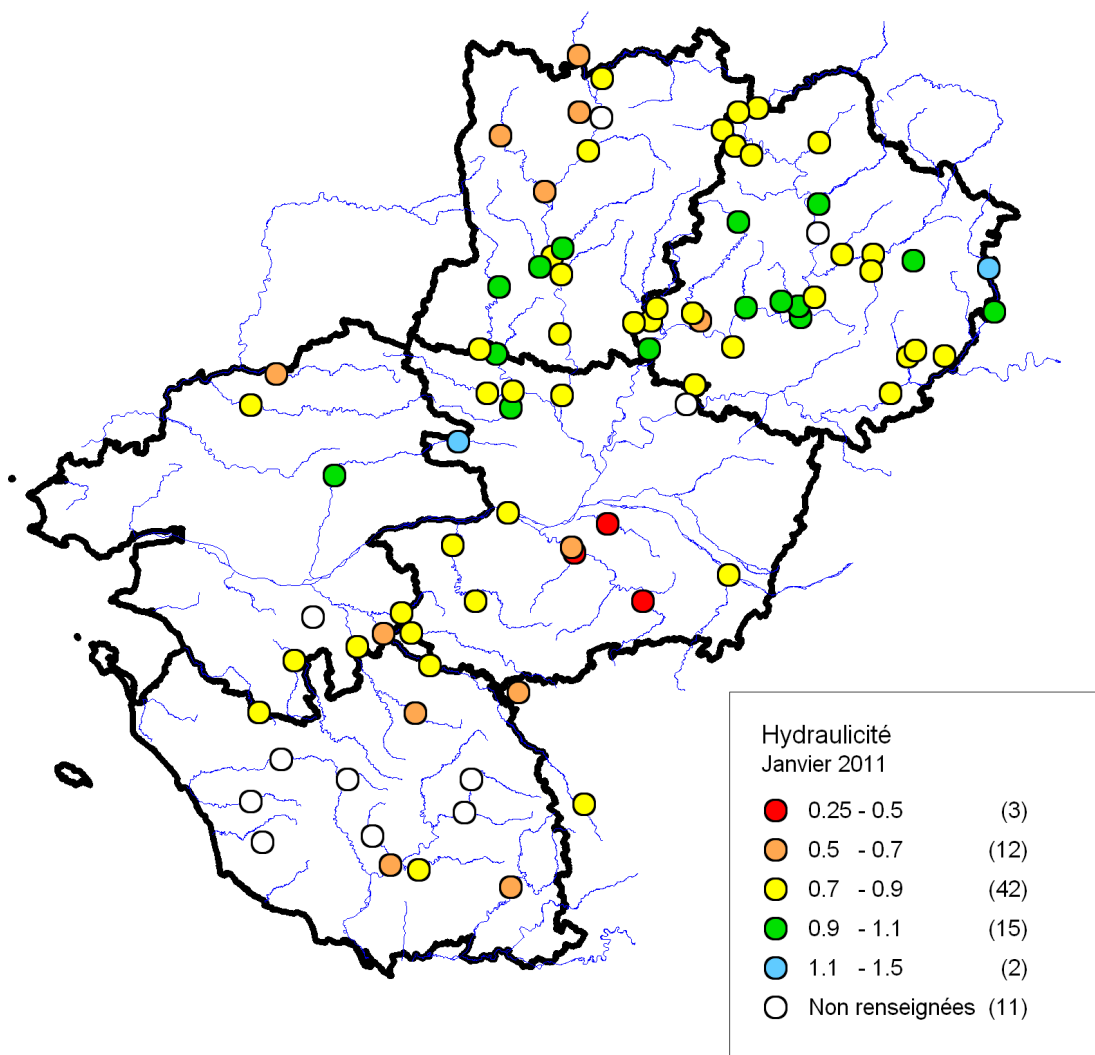 Hydraulicité
Janvier 2011
0.25 - 0.5 (3)
0.5 - 0.7 (12)
0.7 - 0.9 (42)
0.9 - 1.1 (15)
1.1 - 1.5 (2)
Non renseignées (11)